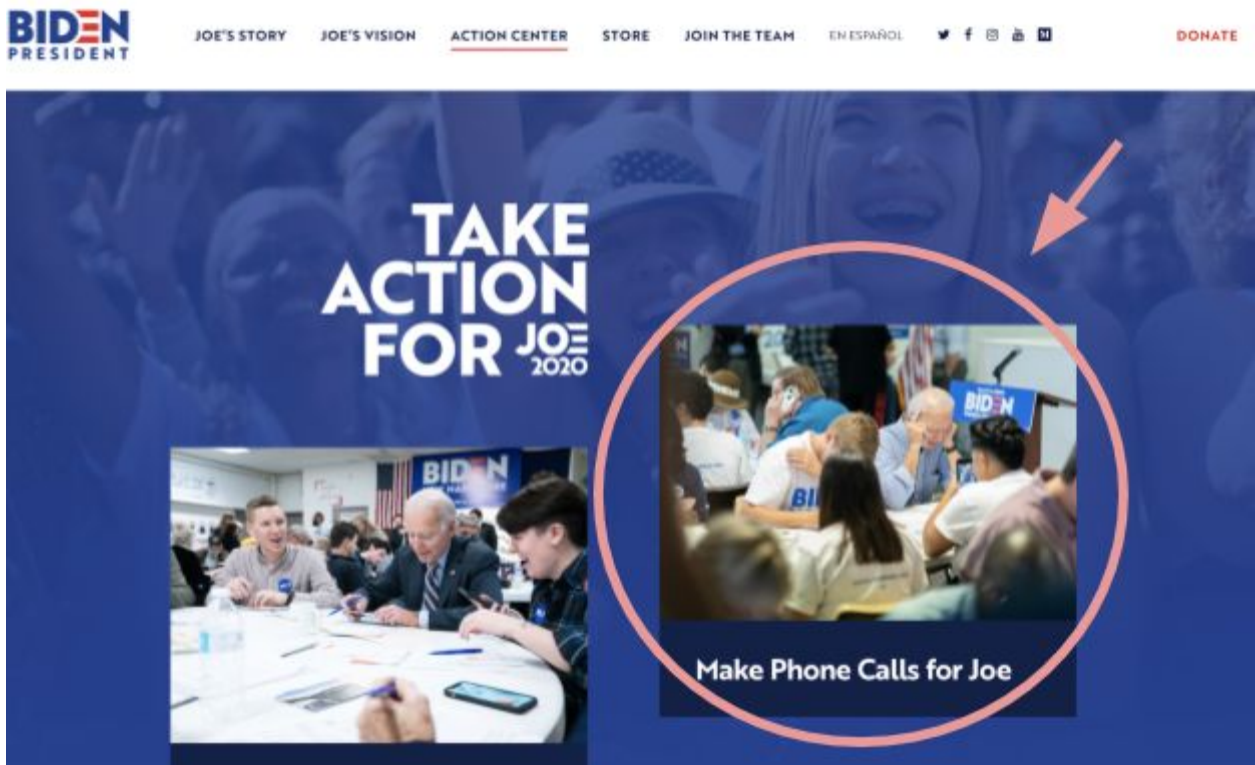 BIDEN
PRESIDENT
JOE'S STORY
JOE'S VISION
ACTION CENTER
STORE
JOIN THE TEAM
EN ESPAÑOL
DONATE
TAKE
ACTION
FOR JOE
2020
BIDEN
BIDEN
Make Phone Calls for Joe